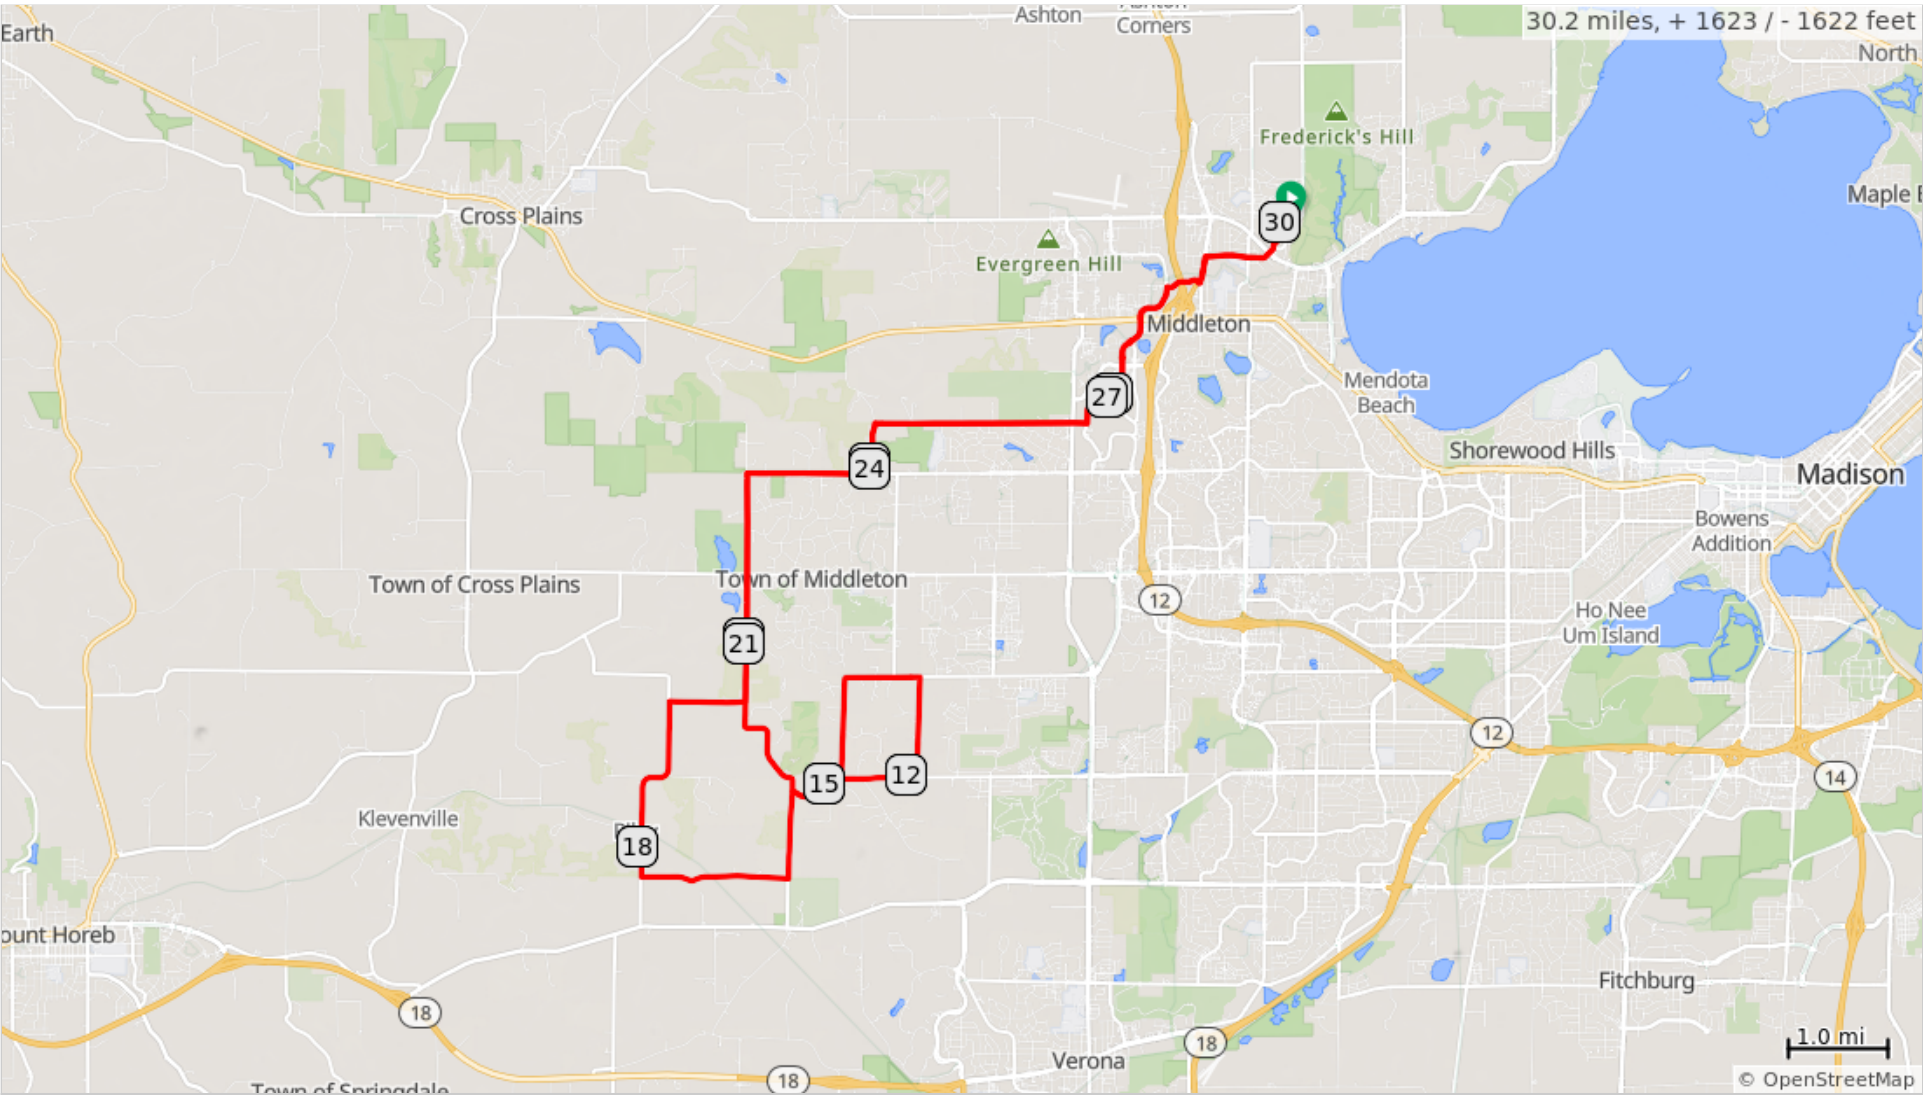 Ashton
Ashton
Corners
30.2 miles, + 1623 / - 1622 feet
Earth
North
Frederick's Hill
Maple
Cross Plains
30
Evergreen Hill
Middleton
Mendota
Beach
27
Shorewood Hills
24
Madison
Bowens
Addition
Town of Cross Plains
Town of Middleton
12
Ho Nee
Um Island
21
12
15
12
14
Klevenville
18
ount Horeb
Fitchburg
18
18
1.0 mi
Verona
18
© OpenStreetMap
Town of Springdale